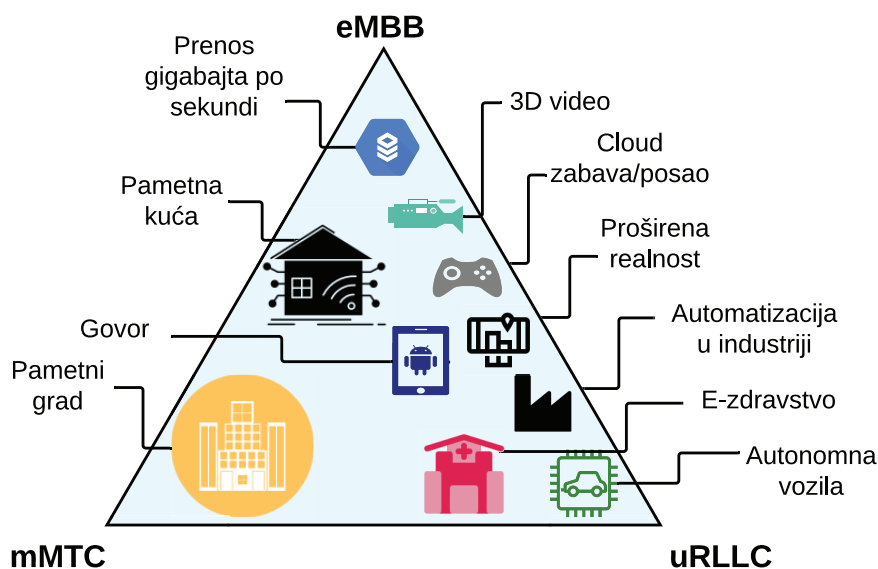 eMBB
Prenos
gigabajta po
sekundi
3D video
Cloud
zabava/posao
Pametna
kuća
Proširena
realnost
Govor
Automatizacija
u industriji
Pametni
grad
E-zdravstvo
Autonomna
vozila
mMTC
uRLLC